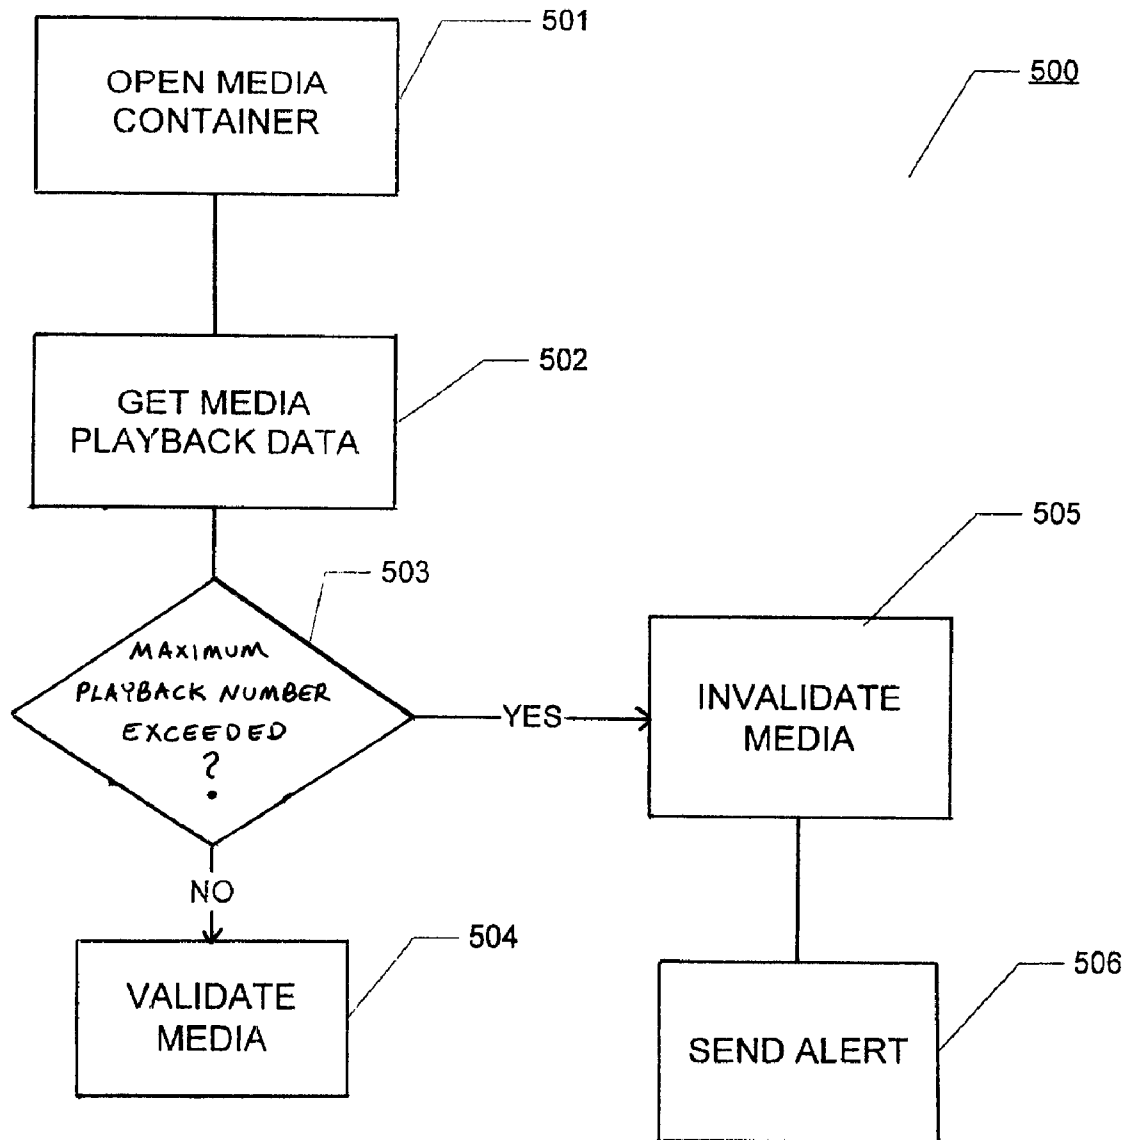 501
OPEN MEDIA
CONTAINER
500
502
GET MEDIA
PLAYBACK DATA
503
MAXIMUM
PLAYBACK NUMBER
EXCEEDED
?
YES
505
INVALIDATE
MEDIA
NO
504
VALIDATE
MEDIA
506
SEND ALERT